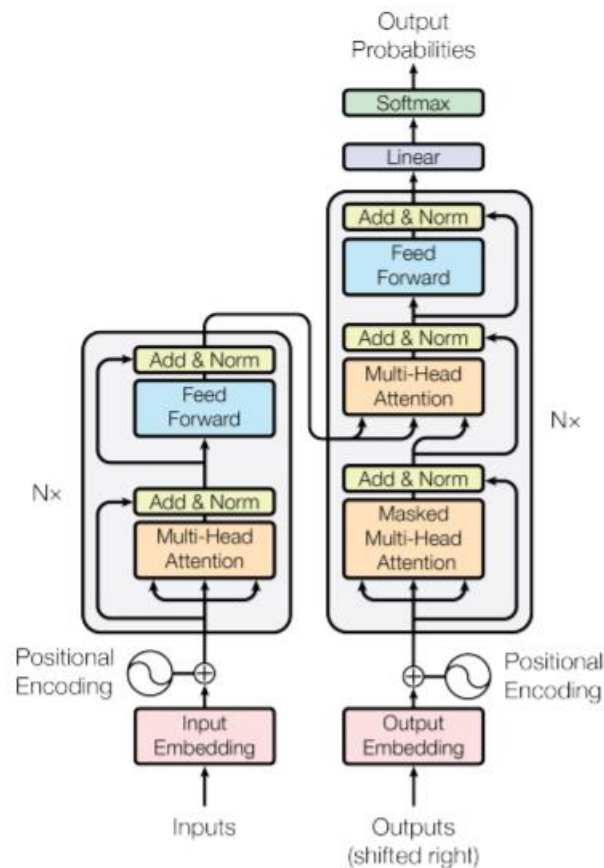 Output
Probabilities
Softmax
Linear
Add & Norm
Feed
Forward
Add & Norm
Multi-Head
Attention
Add & Norm
Masked
Multi-Head
Attention
N×
Add & Norm
Feed
Forward
Add & Norm
Multi-Head
Attention
N×
Positional
Encoding
Positional
Encoding
Input
Embedding
Output
Embedding
Inputs
Outputs
(shifted right)